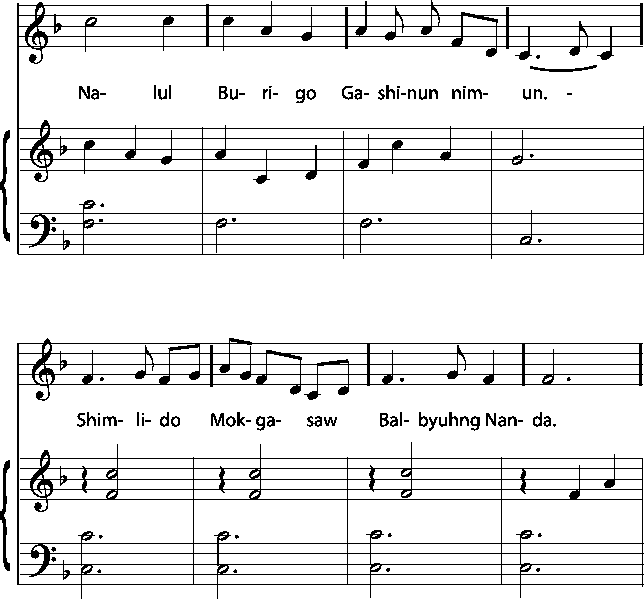 Na- lul Bu- ri- go Ga- shi-nun nim- un. -
Shim- li- do Mok- ga- saw Bal- byuhng Nan- da.